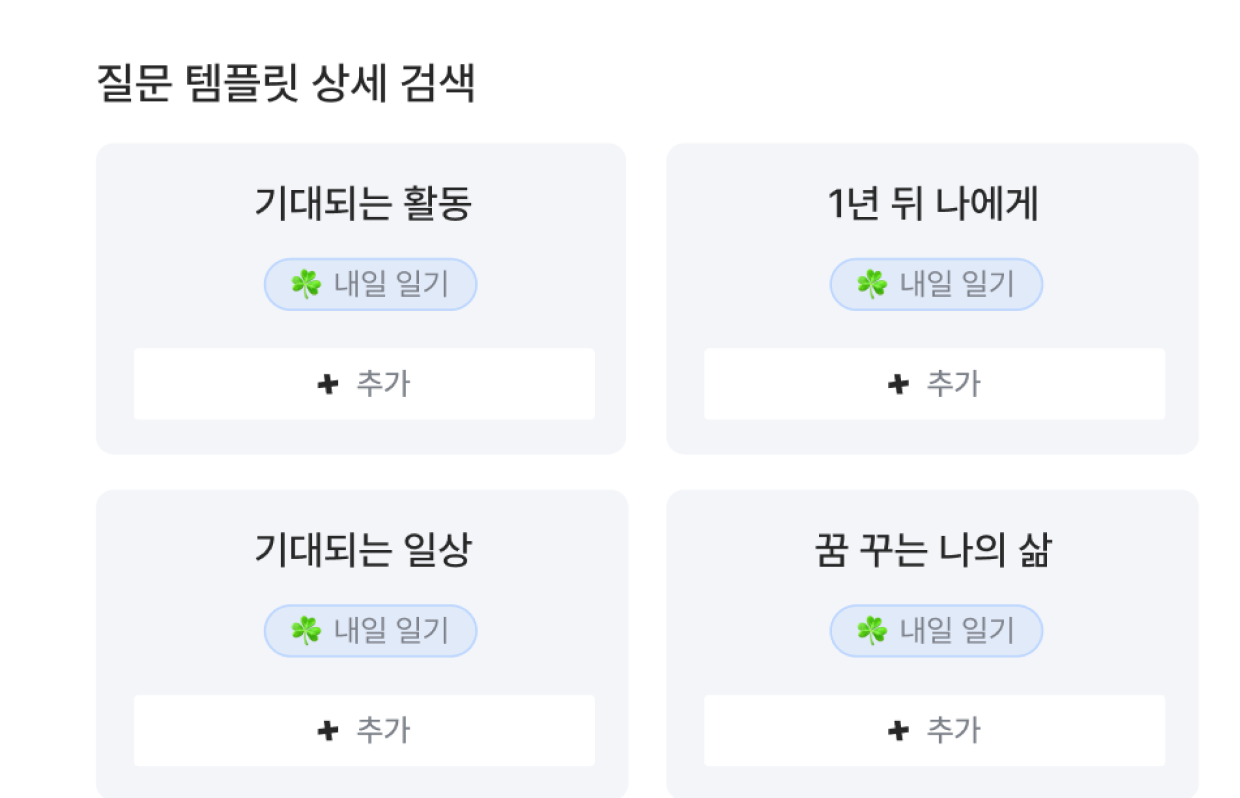 질문 템플릿 상세 검색
기대되는 활동
☘️ 내일 일기
+ 추가
1년 뒤 나에게
☘️ 내일 일기
+ 추가
기대되는 일상
☘️ 내일 일기
+ 추가
꿈 꾸는 나의 삶
☘️ 내일 일기
+ 추가